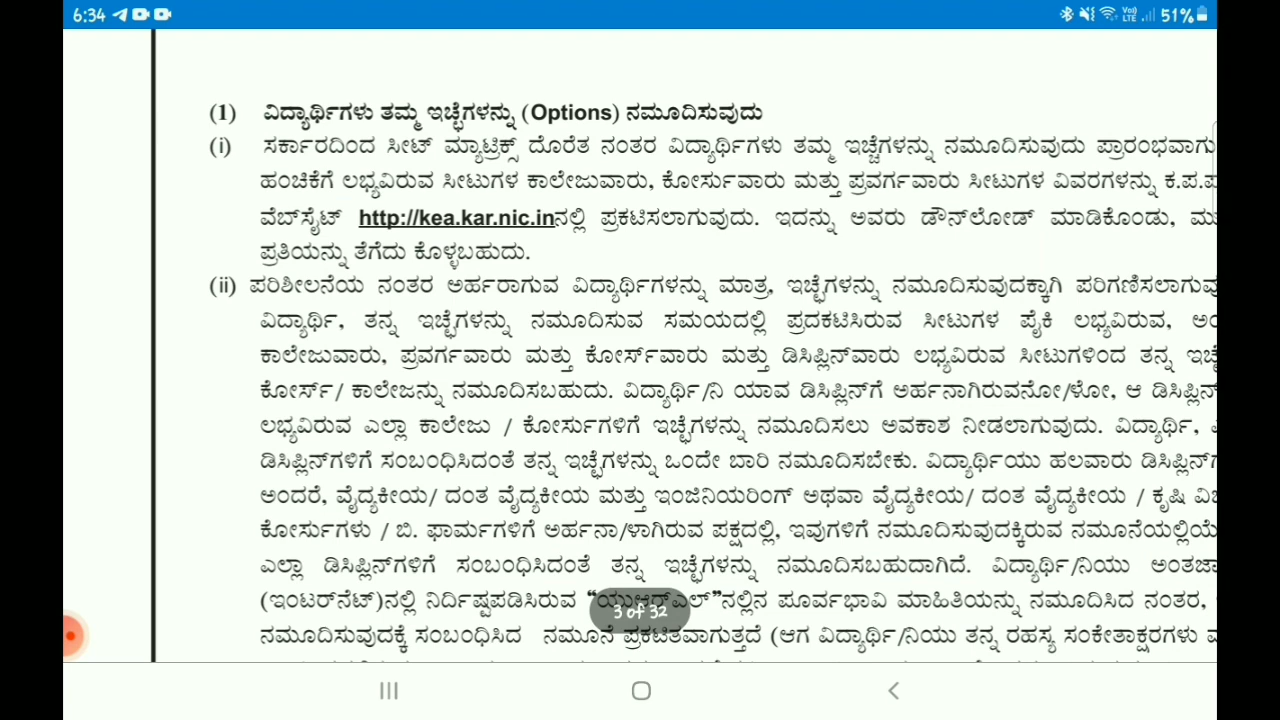 6:34
Vo) LTE 51%
(1) ವಿದ್ಯಾರ್ಥಿಗಳು ತಮ್ಮ ಇಚ್ಛೆಗಳನ್ನು (Options) ನಮೂದಿಸುವುದು
(i) ಸರ್ಕಾರದಿಂದ ಸೀಟ್ ಮ್ಯಾಟ್ರಿಕ್ಸ್ ದೊರೆತ ನಂತರ ವಿದ್ಯಾರ್ಥಿಗಳು ತಮ್ಮ ಇಚ್ಚೆಗಳನ್ನು ನಮೂದಿಸುವುದು ಪ್ರಾರಂಭವಾಗು
ಹಂಚಿಕೆಗೆ ಲಭ್ಯವಿರುವ ಸೀಟುಗಳ ಕಾಲೇಜುವಾರು, ಕೋರ್ಸುವಾರು ಮತ್ತು ಪ್ರವರ್ಗವಾರು ಸೀಟುಗಳ ವಿವರಗಳನ್ನು ಕ.ಪ.ಪ
ವೆಬ್‌ಸೈಟ್ http://kea.kar.nic.inನಲ್ಲಿ ಪ್ರಕಟಿಸಲಾಗುವುದು. ಇದನ್ನು ಅವರು ಡೌನ್‌ಲೋಡ್ ಮಾಡಿಕೊಂಡು, ಮು
ಪ್ರತಿಯನ್ನು ತೆಗೆದು ಕೊಳ್ಳಬಹುದು.
(ii) ಪರಿಶೀಲನೆಯ ನಂತರ ಅರ್ಹರಾಗುವ ವಿದ್ಯಾರ್ಥಿಗಳನ್ನು ಮಾತ್ರ, ಇಚ್ಛೆಗಳನ್ನು ನಮೂದಿಸುವುದಕ್ಕಾಗಿ ಪರಿಗಣಿಸಲಾಗುವು
ವಿದ್ಯಾರ್ಥಿ, ತನ್ನ ಇಚ್ಛೆಗಳನ್ನು ನಮೂದಿಸುವ ಸಮಯದಲ್ಲಿ ಪ್ರದಕಟಿಸಿರುವ ಸೀಟುಗಳ ಪೈಕಿ ಲಭ್ಯವಿರುವ, ಅಂ
ಕಾಲೇಜುವಾರು, ಪ್ರವರ್ಗವಾರು ಮತ್ತು ಕೋರ್ಸ್‌ವಾರು ಮತ್ತು ಡಿಸಿಪ್ಲಿನ್‌ವಾರು ಲಭ್ಯವಿರುವ ಸೀಟುಗಳಿಂದ ತನ್ನ ಇಚ್ಛೆ
ಕೋರ್ಸ್/ ಕಾಲೇಜನ್ನು ನಮೂದಿಸಬಹುದು. ವಿದ್ಯಾರ್ಥಿ/ನಿ ಯಾವ ಡಿಸಿಪ್ಲಿನ್‌ಗೆ ಅರ್ಹನಾಗಿರುವನೋ/ಳೋ, ಆ ಡಿಸಿಪ್ಲಿನ್
ಲಭ್ಯವಿರುವ ಎಲ್ಲಾ ಕಾಲೇಜು / ಕೋರ್ಸುಗಳಿಗೆ ಇಚ್ಛೆಗಳನ್ನು ನಮೂದಿಸಲು ಅವಕಾಶ ನೀಡಲಾಗುವುದು. ವಿದ್ಯಾರ್ಥಿ,
ಡಿಸಿಪ್ಲಿನ್‌ಗಳಿಗೆ ಸಂಬಂಧಿಸಿದಂತೆ ತನ್ನ ಇಚ್ಛೆಗಳನ್ನು ಒಂದೇ ಬಾರಿ ನಮೂದಿಸಬೇಕು. ವಿದ್ಯಾರ್ಥಿಯು ಹಲವಾರು ಡಿಸಿಪ್ಲಿನ್‌ಗ
ಅಂದರೆ, ವೈದ್ಯಕೀಯ/ ದಂತ ವೈದ್ಯಕೀಯ ಮತ್ತು ಇಂಜಿನಿಯರಿಂಗ್ ಅಥವಾ ವೈದ್ಯಕೀಯ/ ದಂತ ವೈದ್ಯಕೀಯ / ಕೃಷಿ ವಿಜ
ಕೋರ್ಸುಗಳು / ಬಿ. ಫಾರ್ಮಗಳಿಗೆ ಅರ್ಹನಾ/ಳಾಗಿರುವ ಪಕ್ಷದಲ್ಲಿ, ಇವುಗಳಿಗೆ ನಮೂದಿಸುವುದಕ್ಕಿರುವ ನಮೂನೆಯಲ್ಲಿಯೆ
ಎಲ್ಲಾ ಡಿಸಿಪ್ಲಿನ್‌ಗಳಿಗೆ ಸಂಬಂಧಿಸಿದಂತೆ ತನ್ನ ಇಚ್ಛೆಗಳನ್ನು ನಮೂದಿಸಬಹುದಾಗಿದೆ. ವಿದ್ಯಾರ್ಥಿ/ನಿಯು ಅಂತರ್ಜಾ
(ಇಂಟರ್‌ನೆಟ್)ನಲ್ಲಿ ನಿರ್ದಿಷ್ಟಪಡಿಸಿರುವ “ಯುಆರ್‌ಎಲ್”ನಲ್ಲಿನ ಪೂರ್ವಭಾವಿ ಮಾಹಿತಿಯನ್ನು ನಮೂದಿಸಿದ ನಂತರ,
3 of 32
ನಮೂದಿಸುವುದಕ್ಕೆ ಸಂಬಂಧಿಸಿದ ನಮೂನೆ ಪ್ರಕಟಿತವಾಗುತ್ತದೆ (ಆಗ ವಿದ್ಯಾರ್ಥಿ/ನಿಯು ತನ್ನ ರಹಸ್ಯ ಸಂಕೇತಾಕ್ಷರಗಳು